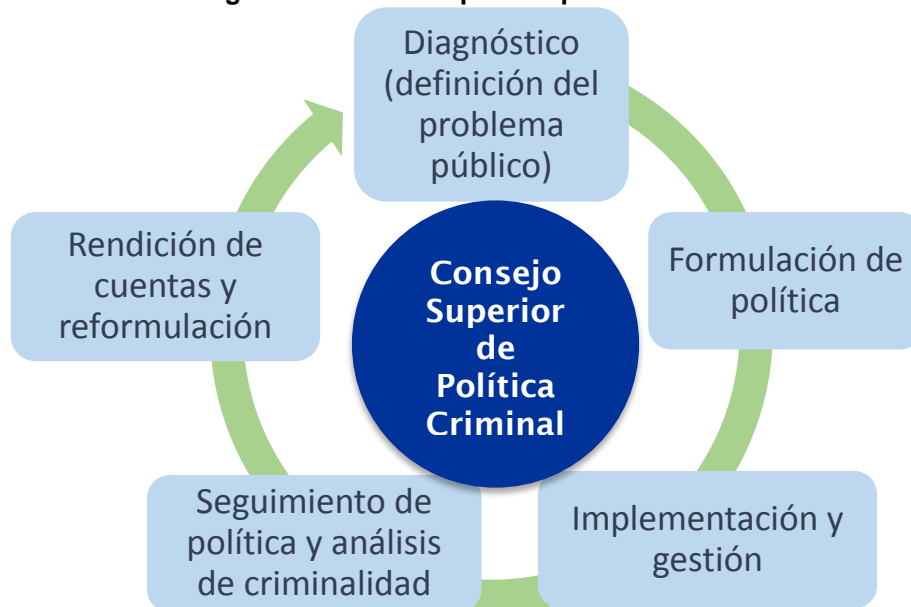 Diagnóstico
(definición del
problema
público)
Formulación de
política
Implementación y
gestión
Seguimiento de
política y análisis
de criminalidad
Rendición de
cuentas y
reformulación
Consejo
Superior
de
Política
Criminal